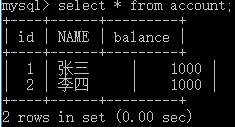 mysql> select * from account;
+----+------+---------+
| id | NAME | balance |
+----+------+---------+
| 1 | 张三 | 1000 |
| 2 | 李四 | 1000 |
+----+------+---------+
2 rows in set (0.00 sec)